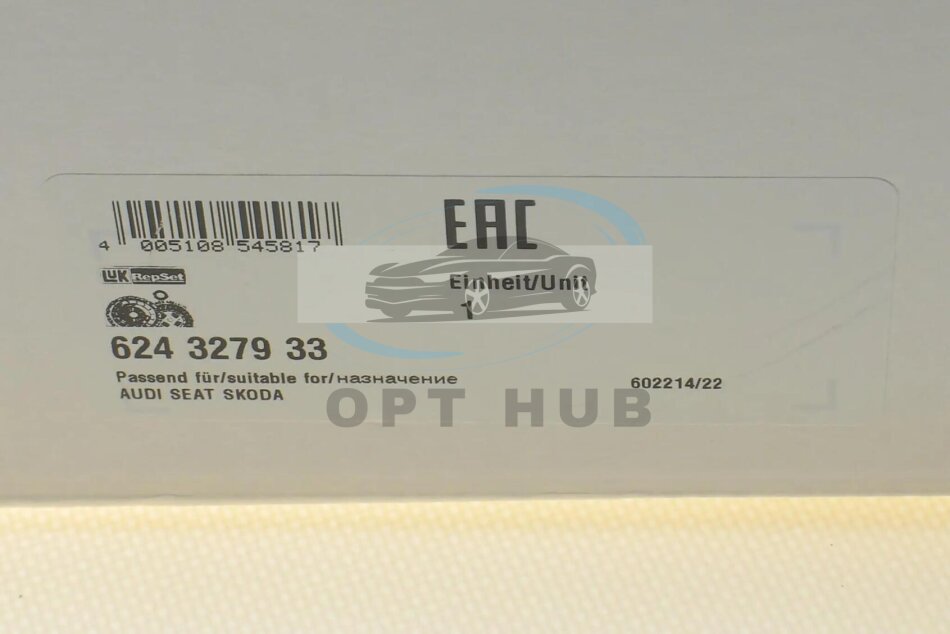 EAC
4 005108 545817
LUK RepSet
Einheit/Unit
1
624 3279 33
Passend für/suitable for/назначение
602214/22
AUDI SEAT SKODA
OPT HUB